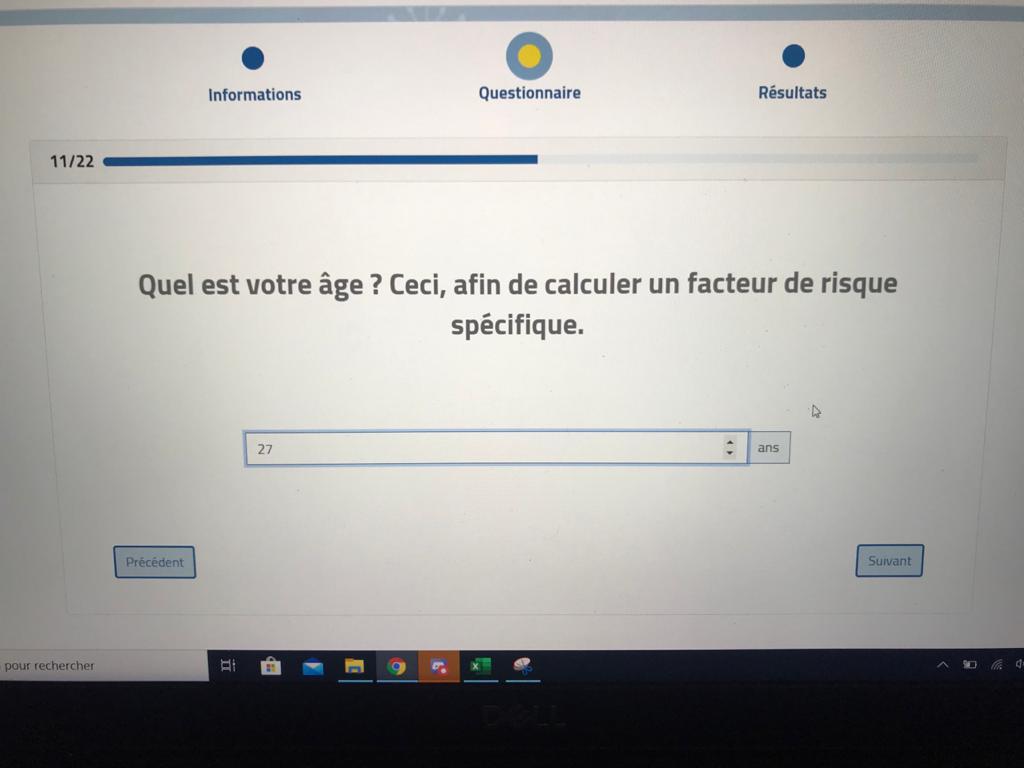 Informations
Questionnaire
Résultats
11/22
Quel est votre âge ? Ceci, afin de calculer un facteur de risque
spécifique.
27
ans
Précédent
Suivant
pour rechercher
DELL